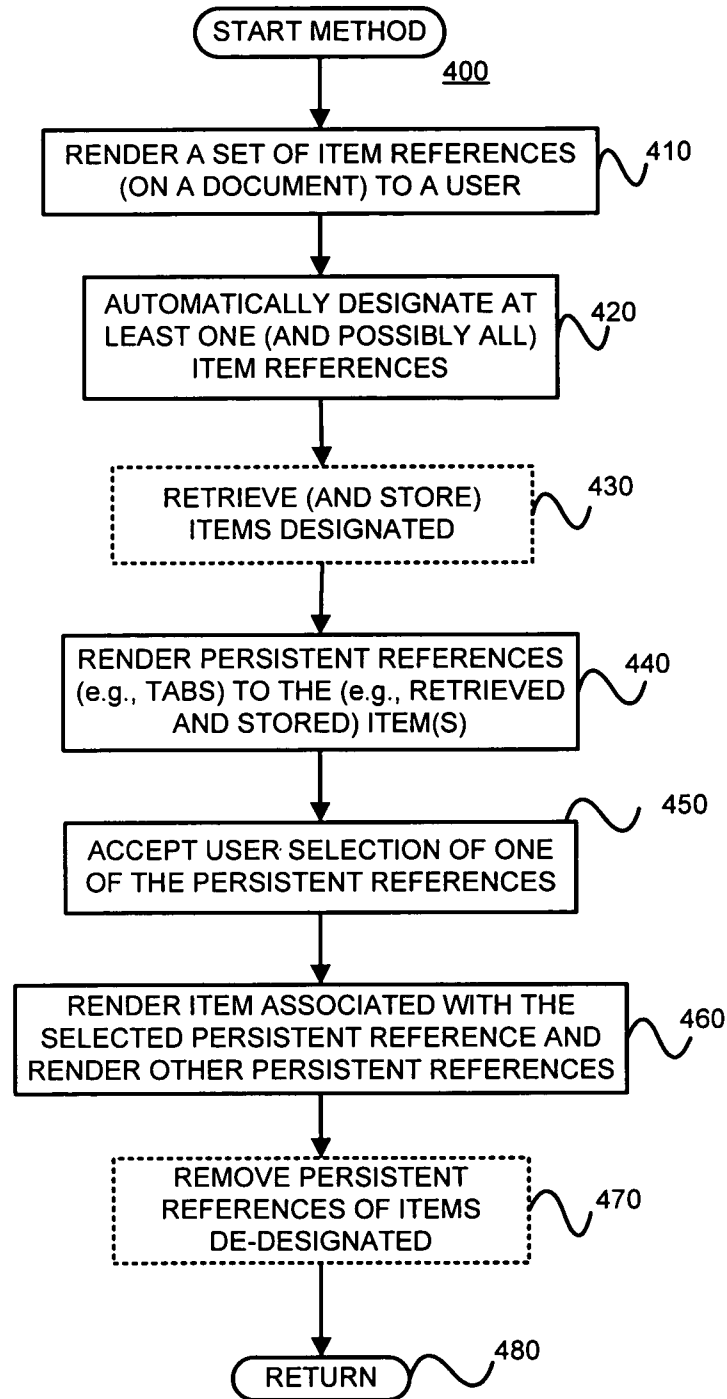 START METHOD
400
RENDER A SET OF ITEM REFERENCES
(ON A DOCUMENT) TO A USER
410
AUTOMATICALLY DESIGNATE AT
LEAST ONE (AND POSSIBLY ALL)
ITEM REFERENCES
420
RETRIEVE (AND STORE)
ITEMS DESIGNATED
430
RENDER PERSISTENT REFERENCES
(e.g., TABS) TO THE (e.g., RETRIEVED
AND STORED) ITEM(S)
440
ACCEPT USER SELECTION OF ONE
OF THE PERSISTENT REFERENCES
450
RENDER ITEM ASSOCIATED WITH THE
SELECTED PERSISTENT REFERENCE AND
RENDER OTHER PERSISTENT REFERENCES
460
REMOVE PERSISTENT
REFERENCES OF ITEMS
DE-DESIGNATED
470
RETURN
480